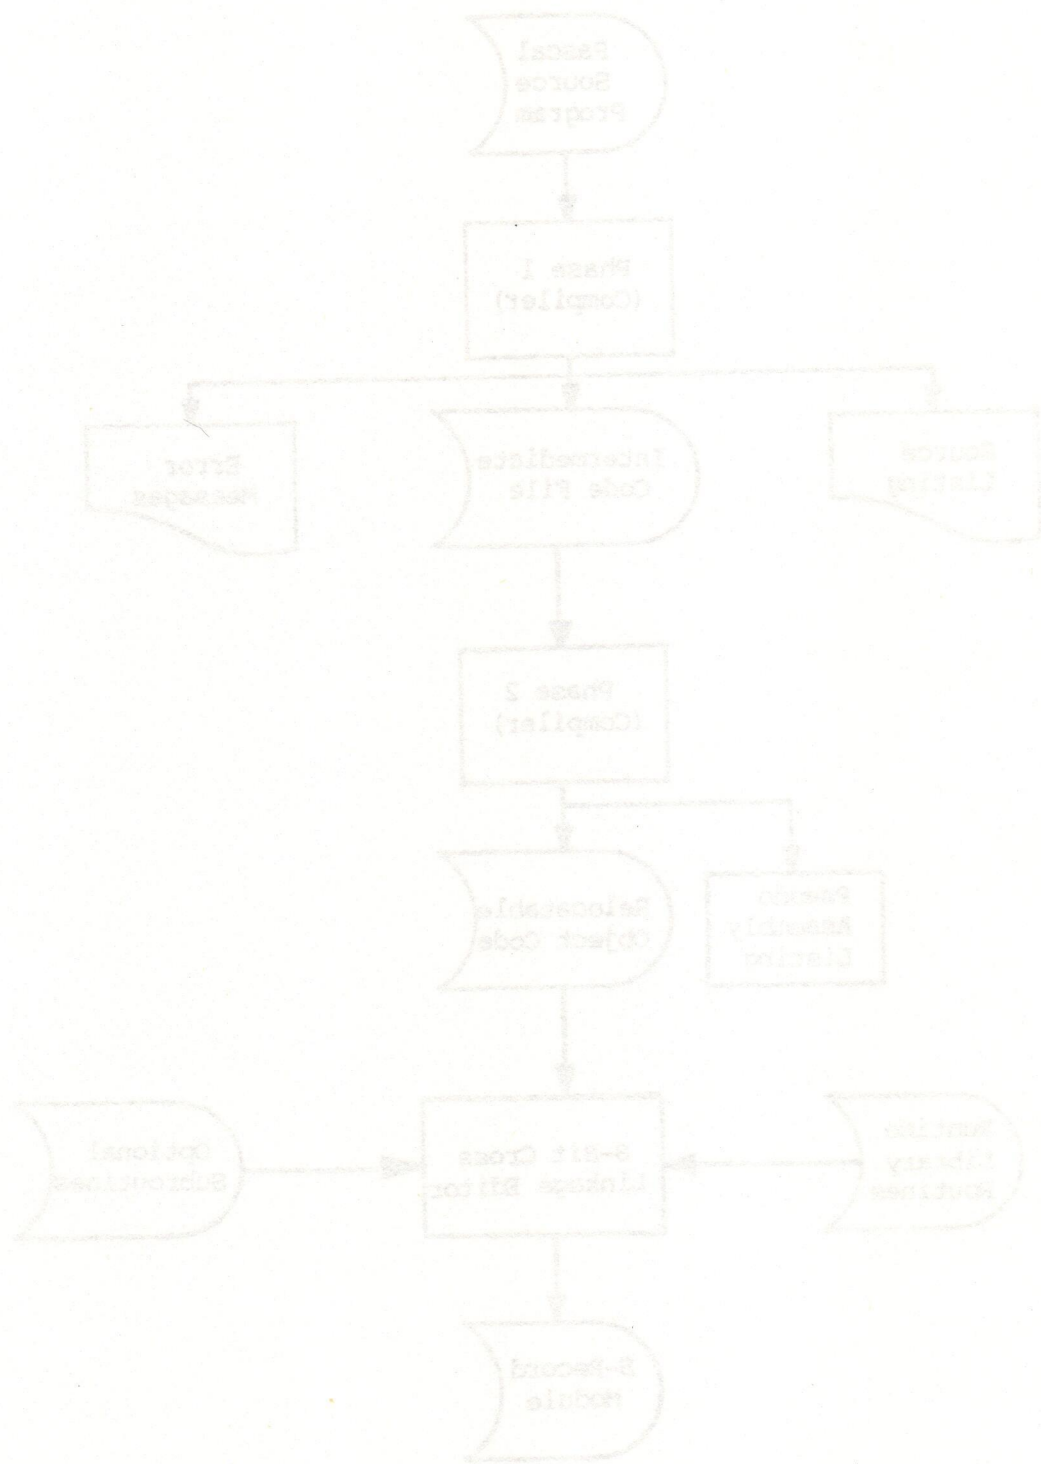 Pascal
Source
Program
Phase 1
(Compiler)
Error
Messages
Intermediate
Code File
Source
Listing
Phase 2
(Compiler)
Relocatable
Object Code
Pseudo
Assembly
Listing
Optional
Subroutines
8-Bit Cross
Linkage Editor
Runtime
Library
Routines
S-Record
Module